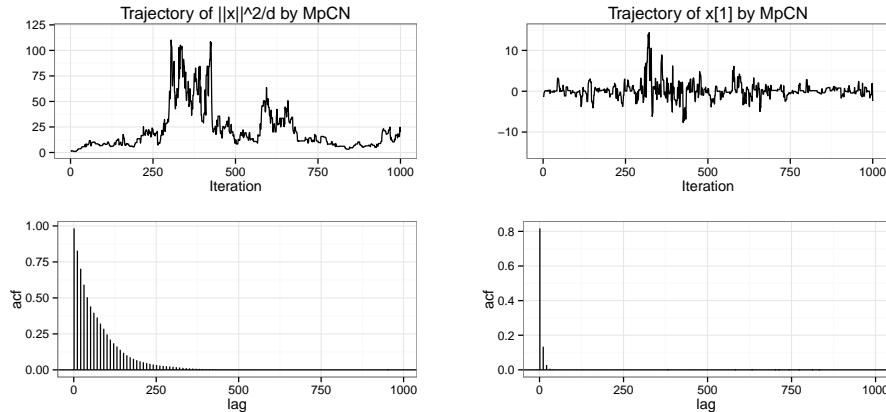 Trajectory of ||x||^2/d by MpCN
125
100
75
50
25
0
0 250 500 750 1000
Iteration
Trajectory of x[1] by MpCN
10
0
−10
0 250 500 750 1000
Iteration
1.00
0.75
0.50
0.25
0.00
acf
0 250 500 750 1000
lag
0.8
0.6
0.4
0.2
0.0
acf
0 250 500 750 1000
lag